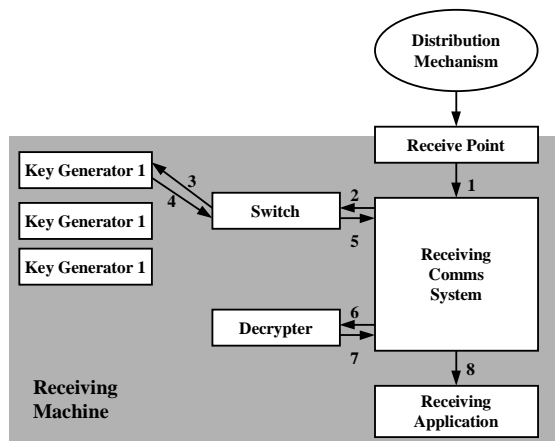 Distribution
Mechanism
Receive Point
1
Key Generator 1
3
4
Switch
2
5
Key Generator 1
Key Generator 1
Receiving
Comms
System
Decrypter
6
7
8
Receiving
Machine
Receiving
Application